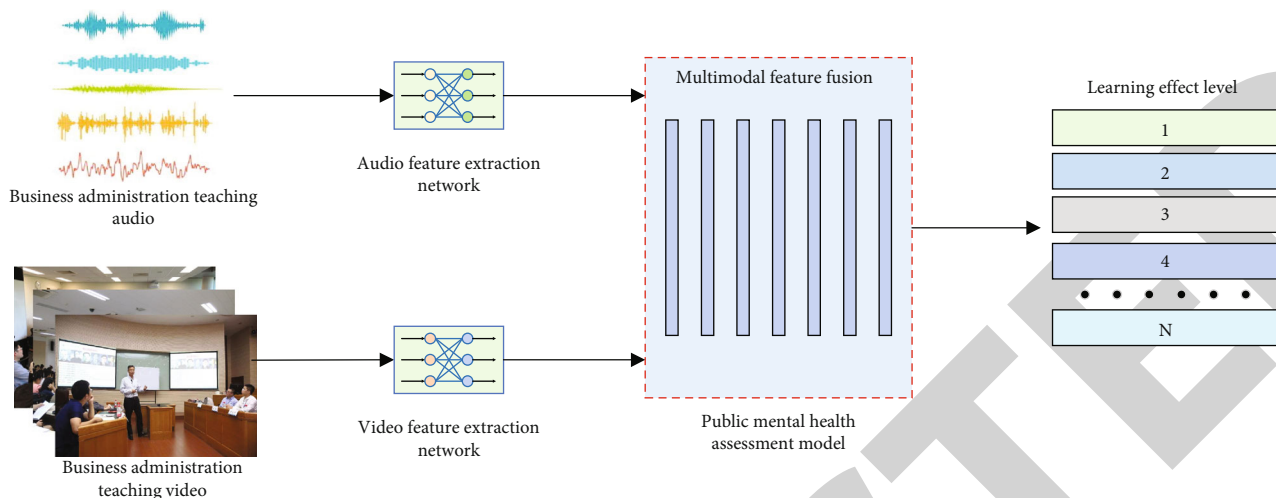 Business administration teaching
audio
Audio feature extraction
network
Multimodal feature fusion
Learning effect level
1
2
3
4
N
Business administration
teaching video
Video feature extraction
network
Public mental health
assessment model